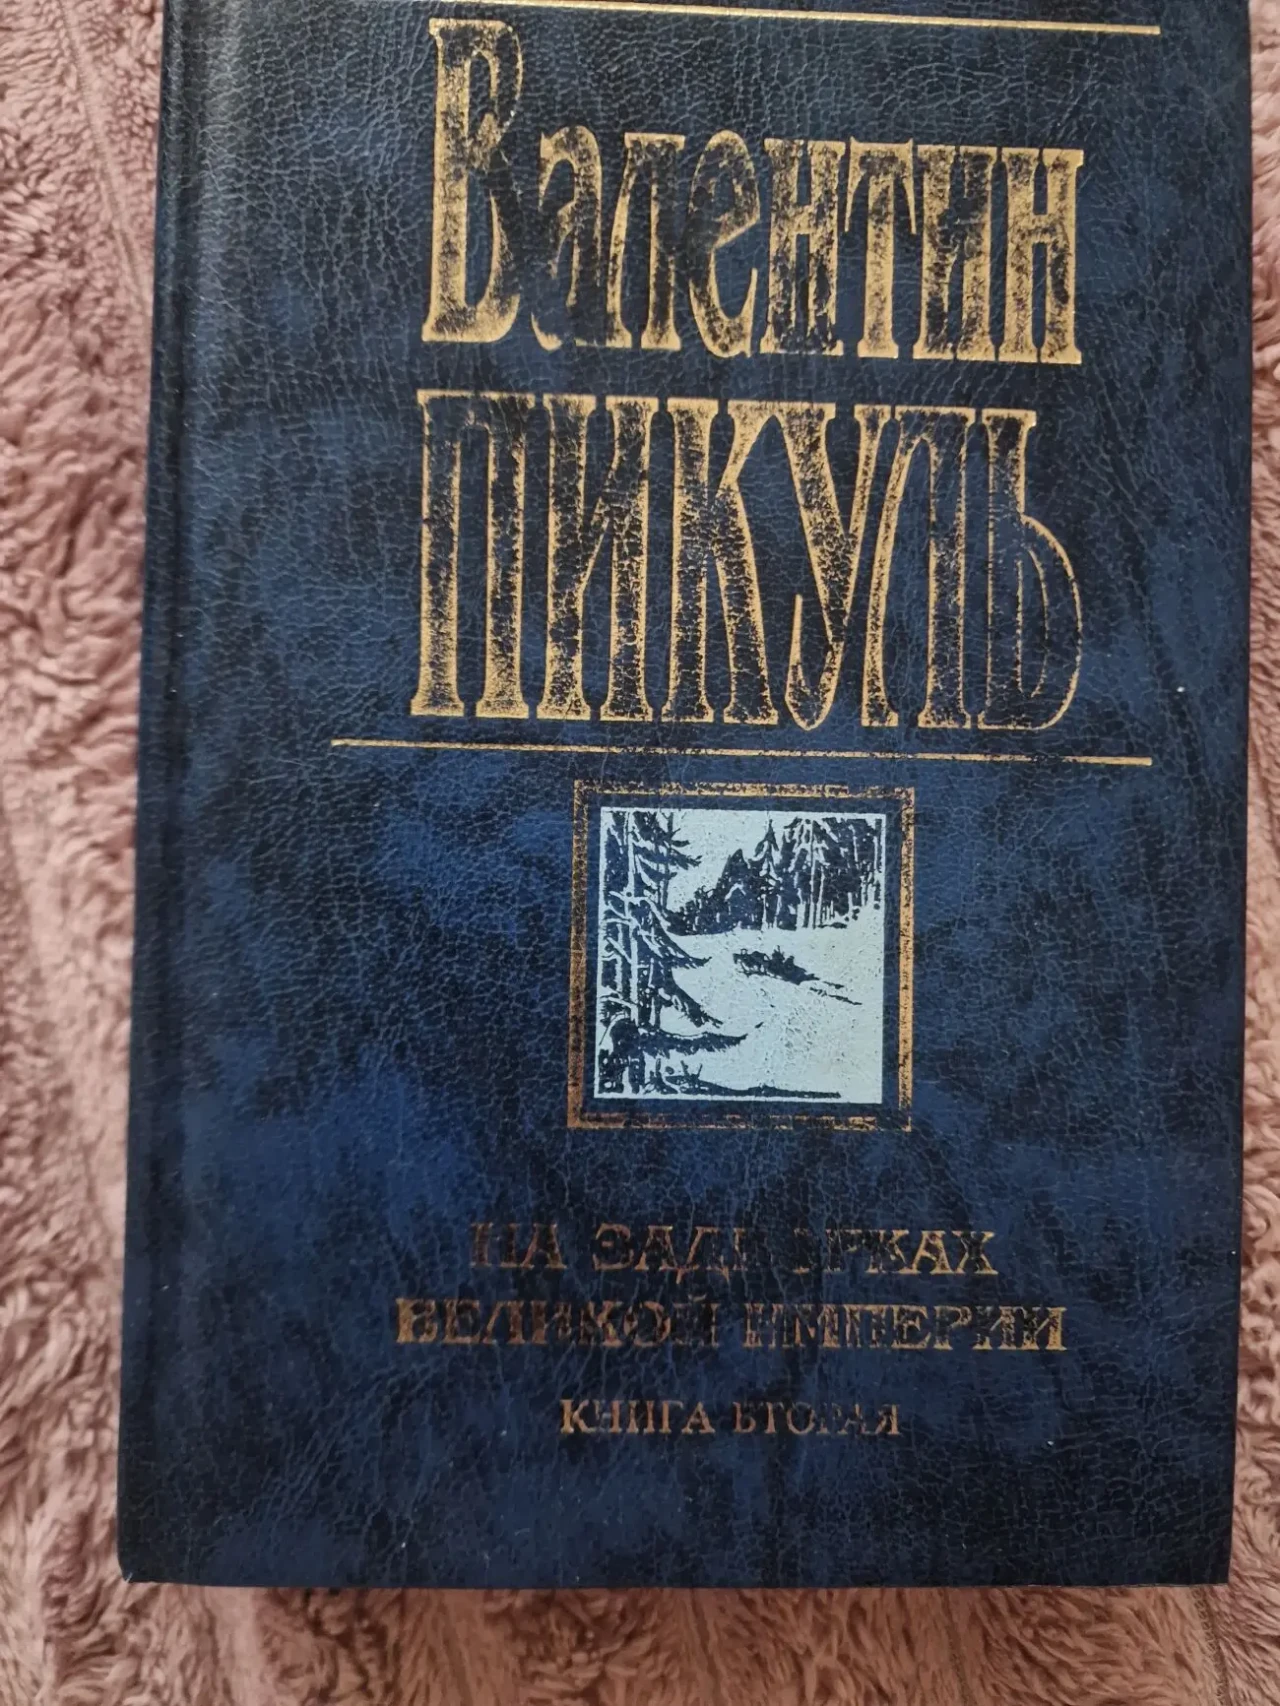 Валентин
ПИКУЛЬ
НА ЗАДВОРКАХ
ВЕЛИКОЙ ИМПЕРИИ
КНИГА ВТОРАЯ